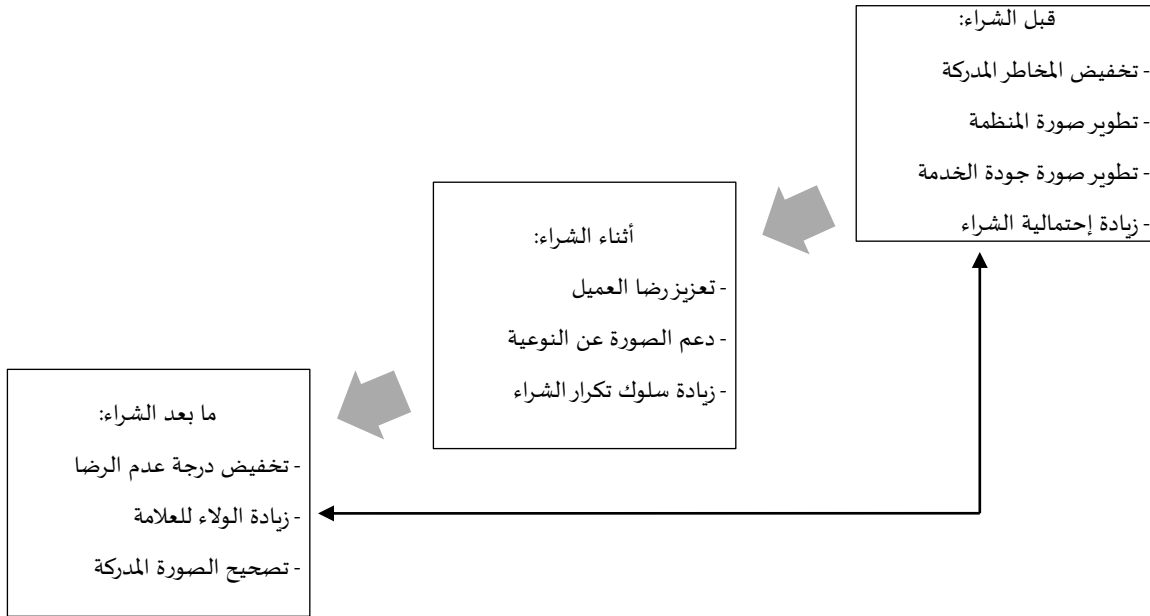 قبل الشراء:
- تخفيض المخاطر المدركة
- تطوير صورة المنظمة
- تطوير صورة جودة الخدمة
- زيادة إحتمالية الشراء
أثناء الشراء:
- تعزيز رضا العميل
- دعم الصورة عن النوعية
- زيادة سلوك تكرار الشراء
ما بعد الشراء:
- تخفيض درجة عدم الرضا
- زيادة الولاء للعلامة
- تصحيح الصورة المدركة